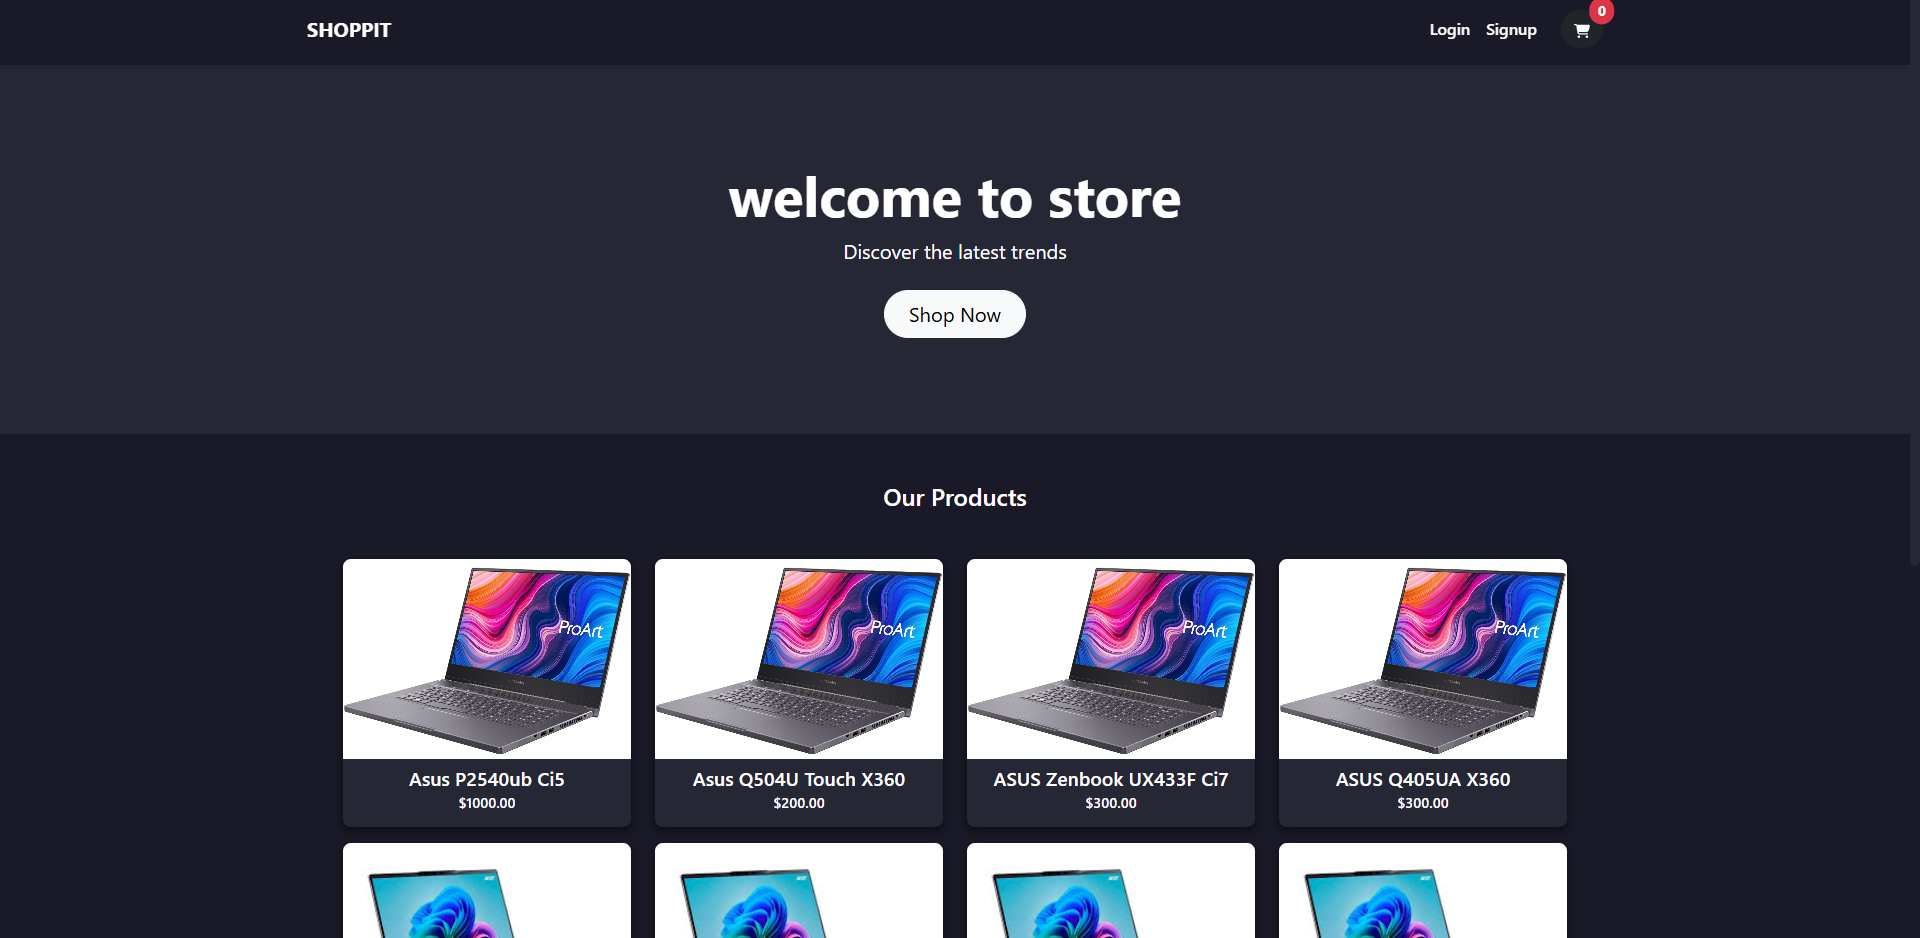 SHOPPIT
Login Signup 0
welcome to store
Discover the latest trends
Shop Now
Our Products
ProArt ProArt ProArt ProArt
Asus P2540ub Ci5
$1000.00
Asus Q504U Touch X360
$200.00
ASUS Zenbook UX433F Ci7
$300.00
ASUS Q405UA X360
$300.00